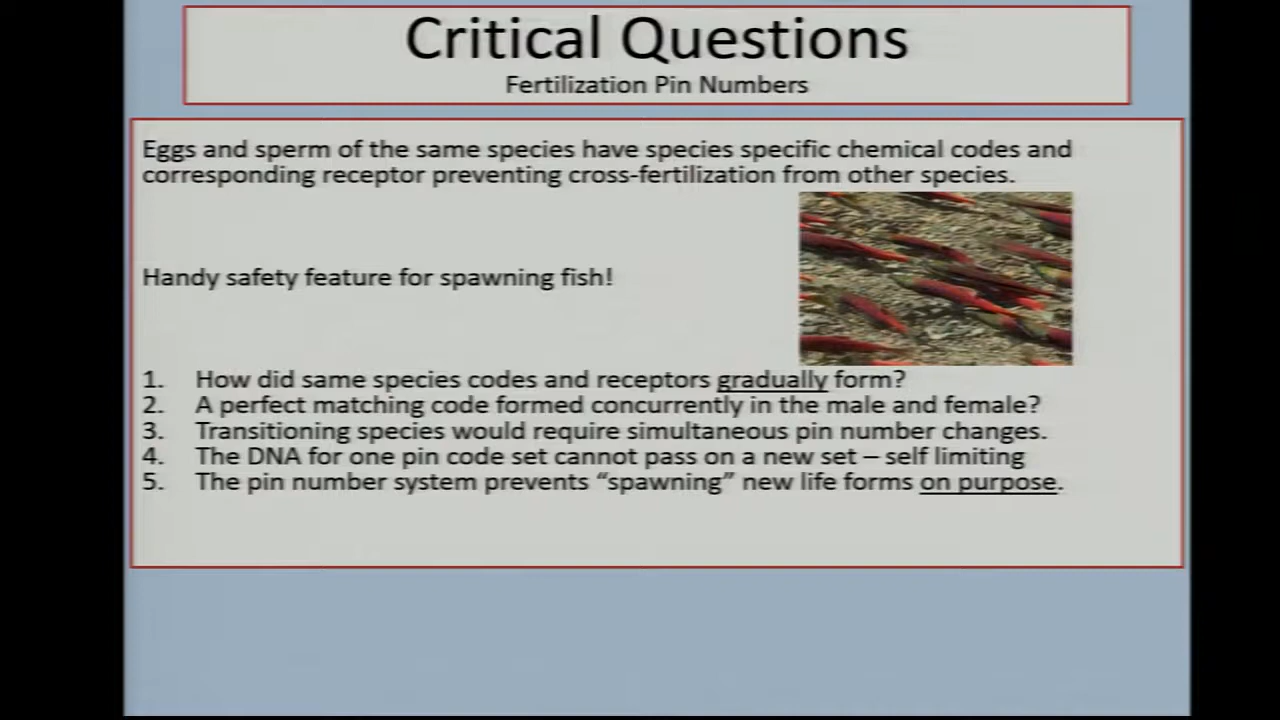 Critical Questions
Fertilization Pin Numbers
Eggs and sperm of the same species have species specific chemical codes and
corresponding receptor preventing cross-fertilization from other species.
Handy safety feature for spawning fish!
1. How did same species codes and receptors gradually form?
2. A perfect matching code formed concurrently in the male and female?
3. Transitioning species would require simultaneous pin number changes.
4. The DNA for one pin code set cannot pass on a new set – self limiting
5. The pin number system prevents “spawning” new life forms on purpose.